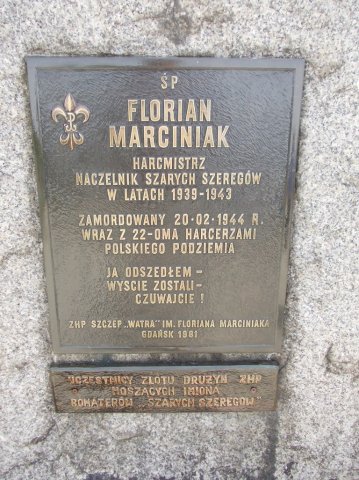 ŚP
FLORIAN
MARCINIAK
HARCMISTRZ
NACZELNIK SZARYCH SZEREGÓW
W LATACH 1939-1943
ZAMORDOWANY 20·02·1944 R.
WRAZ Z 22-OMA HARCERZAMI
POLSKIEGO PODZIEMIA
JA ODSZEDŁEM -
WYŚCIE ZOSTALI -
CZUWAJCIE !
ZHP SZCZEP „WATRA" IM. FLORIANA MARCINIAKA
GDAŃSK 1981
UCZESTNICY ZLOTU DRUŻYN ZHP
NOSZĄCYCH IMIONA
BOHATERÓW „SZARYCH SZEREGÓW"